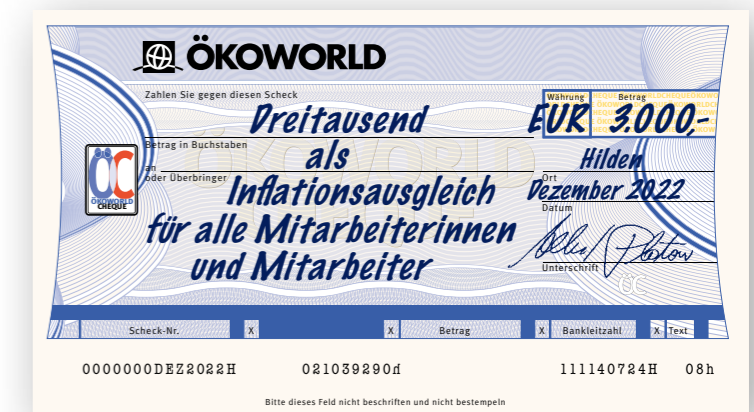 ÖKOWORLD
Zahlen Sie gegen diesen Scheck
Währung Betrag
Dreitausend EUR 3.000,-
Betrag in Buchstaben
als Hilden
an Ort
oder Überbringer
Inflationsausgleich Dezember 2022
Datum
ÖC
ÖKOWORLD
CHEQUE
für alle Mitarbeiterinnen
und Mitarbeiter
Unterschrift
ÖC
Scheck-Nr. X X Betrag X Bankleitzahl X Text
0000000DEZ2022H 021039290d 111140724H 08h
Bitte dieses Feld nicht beschriften und nicht bestempeln